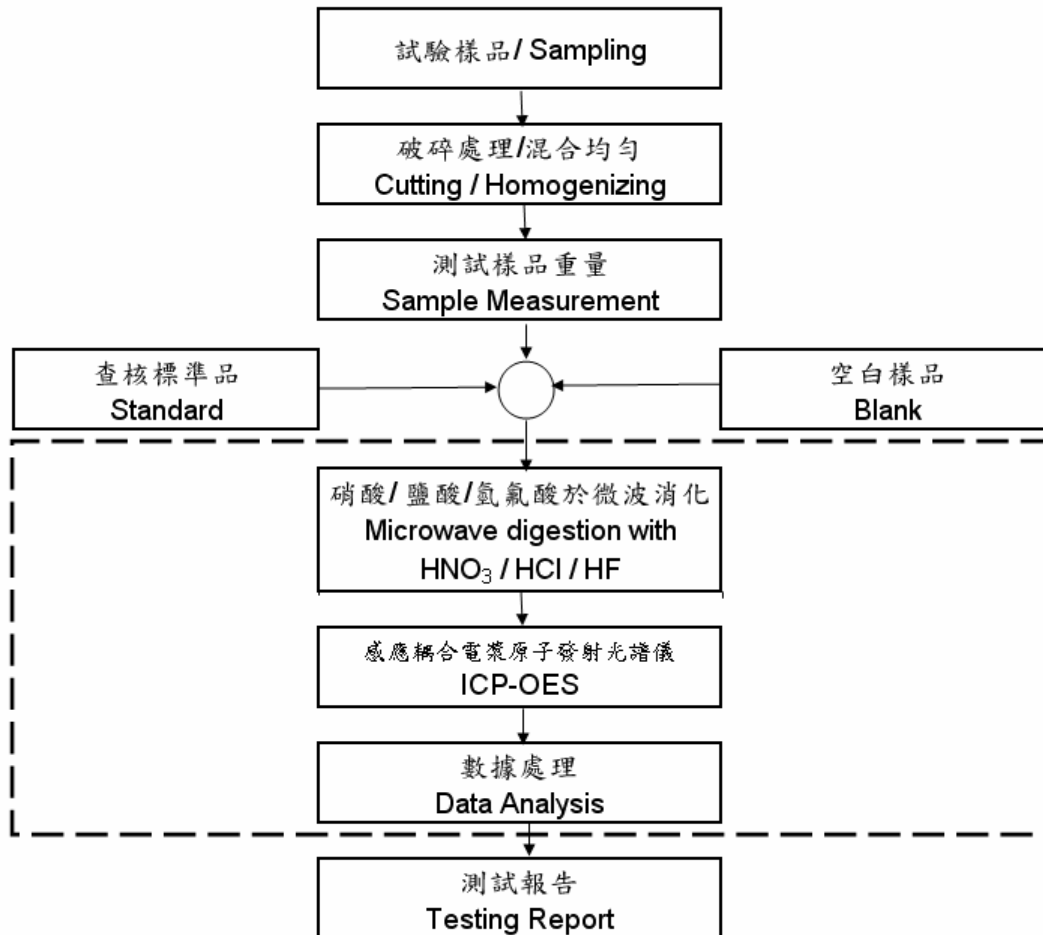 試驗樣品/ Sampling
破碎處理/混合均勻
Cutting / Homogenizing
測試樣品重量
Sample Measurement
查核標準品
Standard
空白樣品
Blank
硝酸/ 鹽酸/氫氟酸於微波消化
Microwave digestion with
HNO₃ / HCl / HF
感應耦合電漿原子發射光譜儀
ICP-OES
數據處理
Data Analysis
測試報告
Testing Report